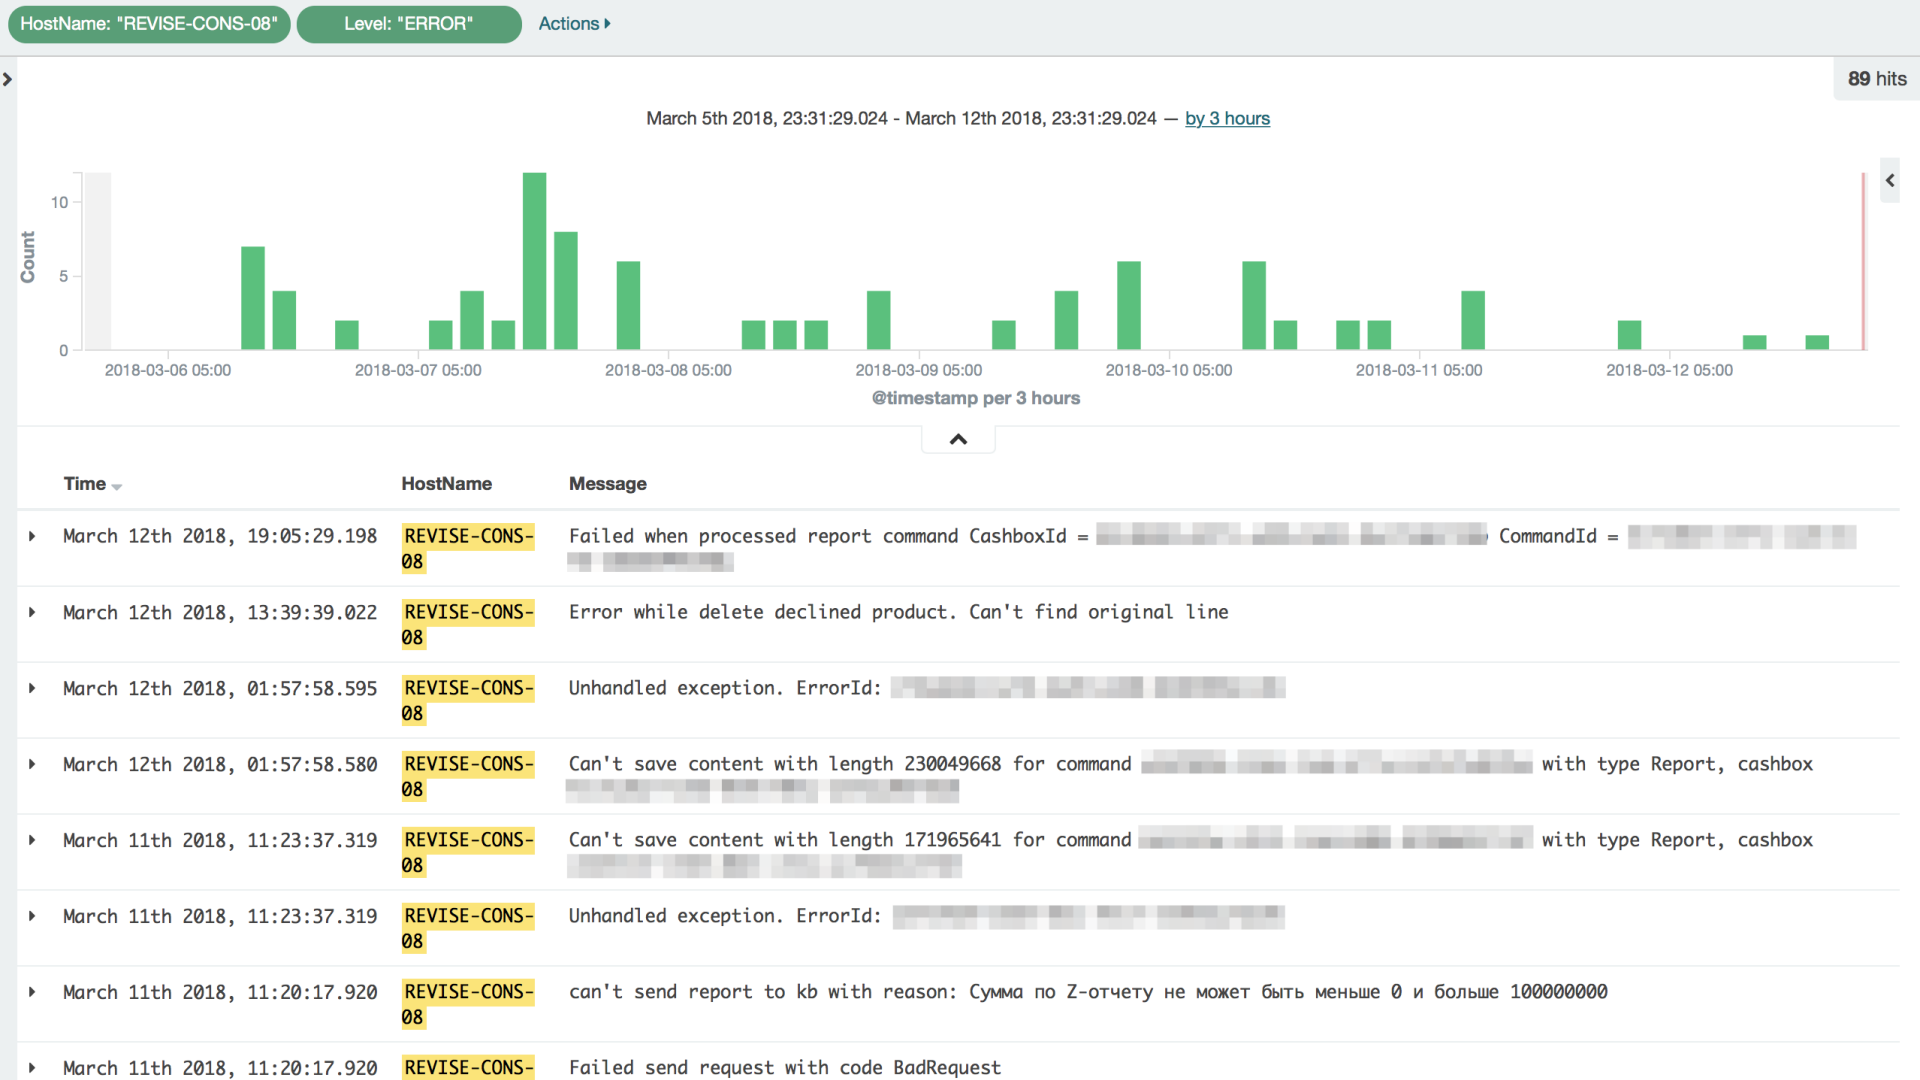 HostName: "REVISE-CONS-08" Level: "ERROR" Actions
89 hits
March 5th 2018, 23:31:29.024 - March 12th 2018, 23:31:29.024 — by 3 hours
Count
10
5
0
2018-03-06 05:00 2018-03-07 05:00 2018-03-08 05:00 2018-03-09 05:00 2018-03-10 05:00 2018-03-11 05:00 2018-03-12 05:00
@timestamp per 3 hours
Time HostName Message
March 12th 2018, 19:05:29.198 REVISE-CONS- Failed when processed report command CashboxId = CommandId =
08
March 12th 2018, 13:39:39.022 REVISE-CONS- Error while delete declined product. Can't find original line
08
March 12th 2018, 01:57:58.595 REVISE-CONS- Unhandled exception. ErrorId:
08
March 12th 2018, 01:57:58.580 REVISE-CONS- Can't save content with length 230049668 for command with type Report, cashbox
08
March 11th 2018, 11:23:37.319 REVISE-CONS- Can't save content with length 171965641 for command with type Report, cashbox
08
March 11th 2018, 11:23:37.319 REVISE-CONS- Unhandled exception. ErrorId:
08
March 11th 2018, 11:20:17.920 REVISE-CONS- can't send report to kb with reason: Сумма по Z-отчету не может быть меньше 0 и больше 100000000
08
March 11th 2018, 11:20:17.920 REVISE-CONS- Failed send request with code BadRequest